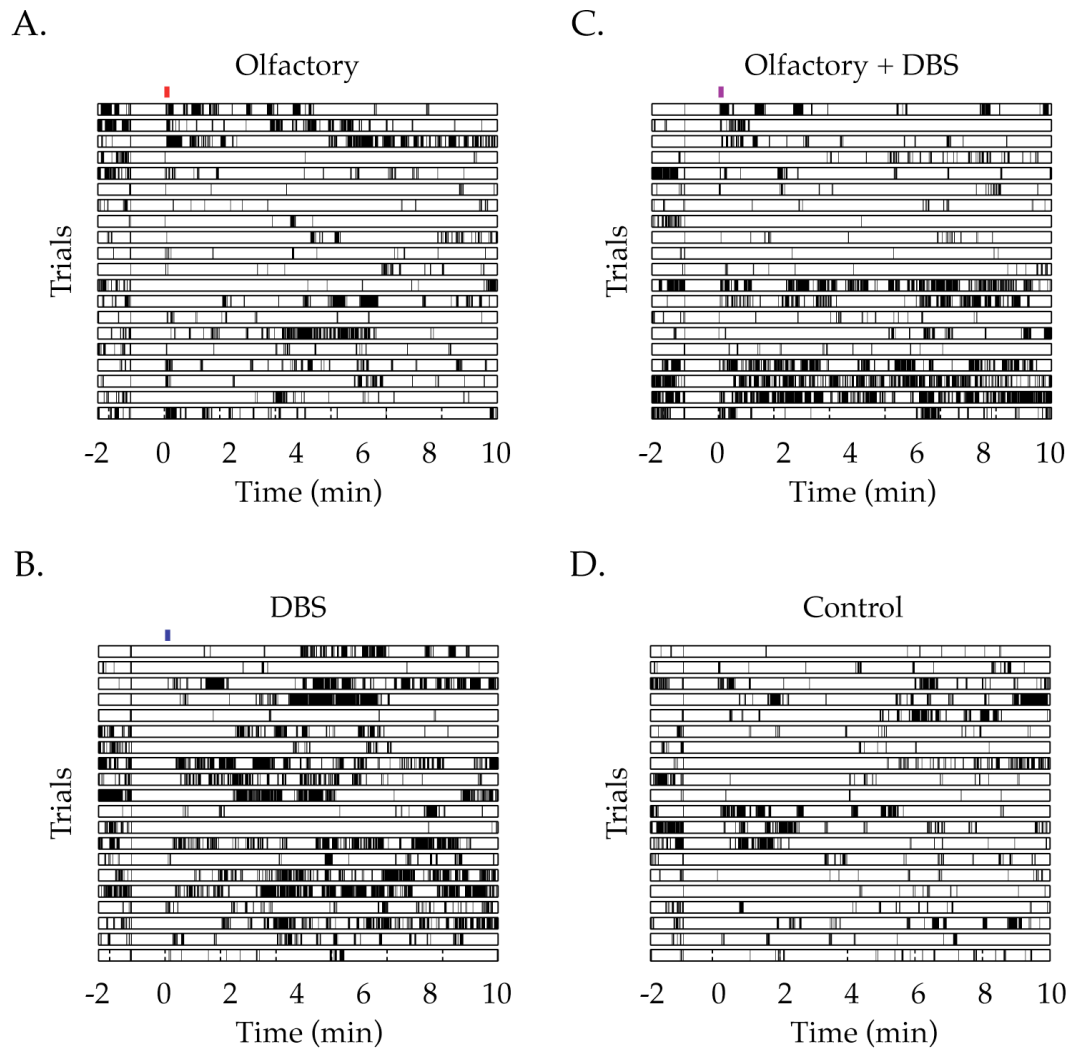 A.
Olfactory
Trials
-2 0 2 4 6 8 10
Time (min)
C.
Olfactory + DBS
Trials
-2 0 2 4 6 8 10
Time (min)
B.
DBS
Trials
-2 0 2 4 6 8 10
Time (min)
D.
Control
Trials
-2 0 2 4 6 8 10
Time (min)